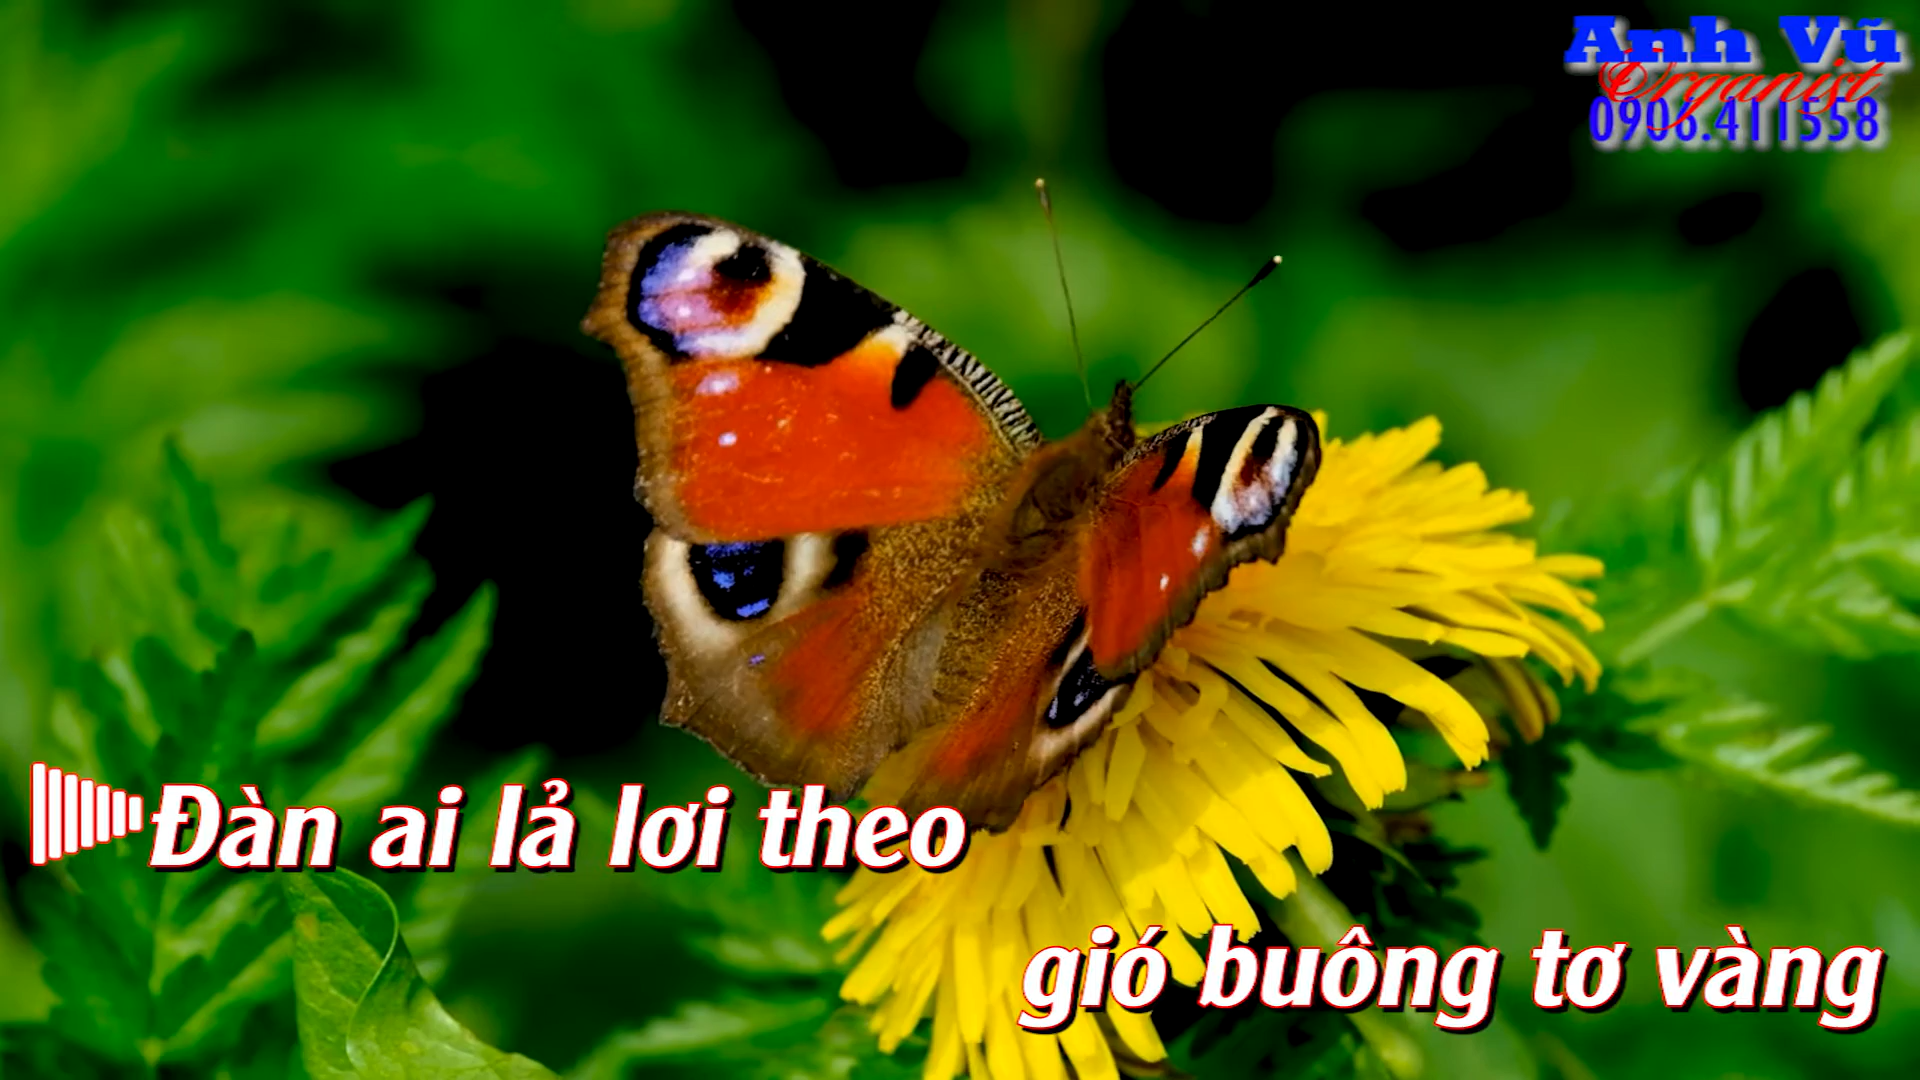 Anh Vũ
Organist
0906.411558
Đàn ai lả lơi theo
gió buông tơ vàng